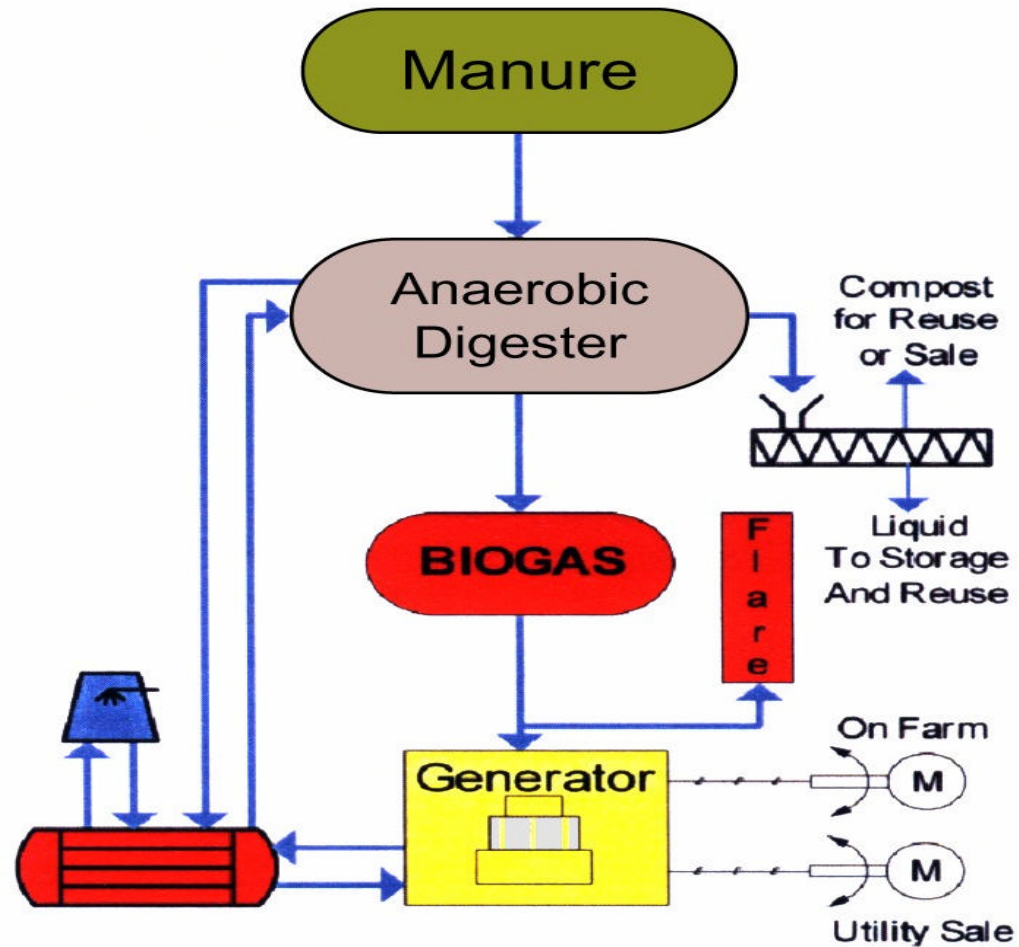 Manure
Anaerobic
Digester
Compost
for Reuse
or Sale
BIOGAS
Flare
Liquid
To Storage
And Reuse
Generator
On Farm
M
M
Utility Sale